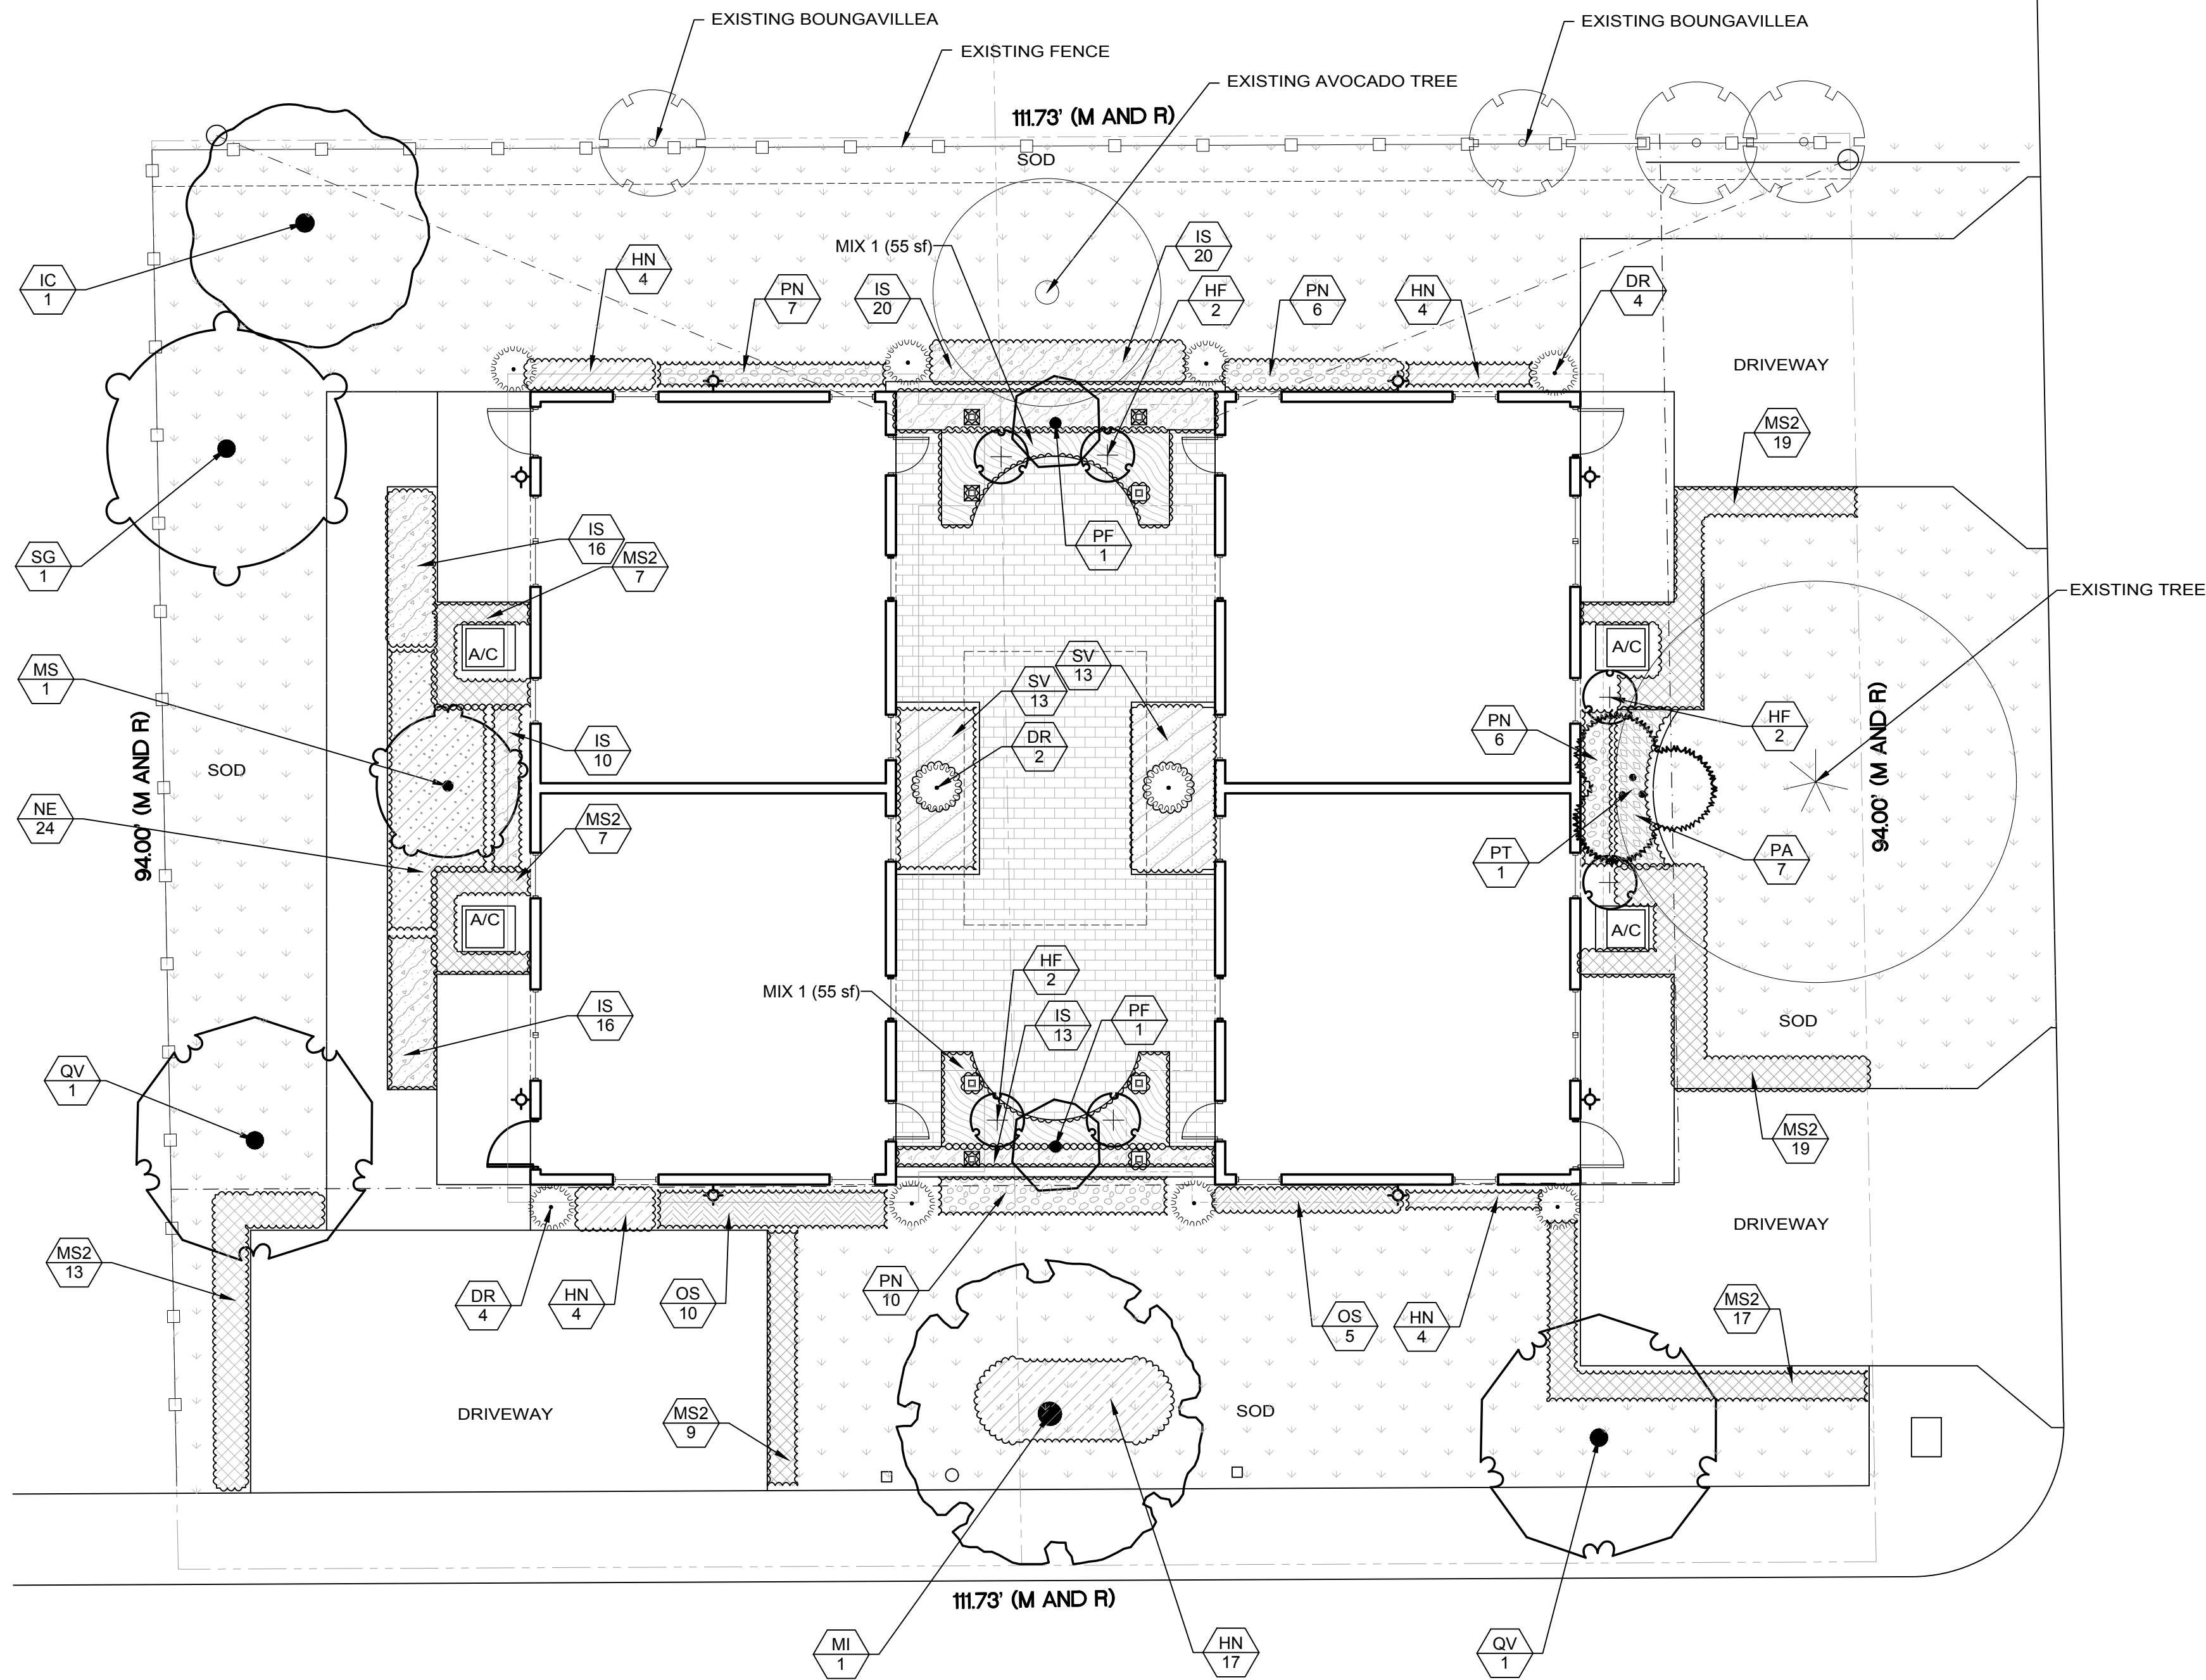 EXISTING BOUNGAVILLEA
EXISTING BOUNGAVILLEA
EXISTING FENCE
EXISTING AVOCADO TREE
111.73' (M AND R)
SOD
IC
1
HN
4
PN
7
MIX 1 (55 sf)
IS
20
IS
20
HF
2
PN
6
HN
4
DR
4
DRIVEWAY
MS2
19
SG
1
IS
16
MS2
7
PF
1
EXISTING TREE
A/C
A/C
MS
1
SV
13
SV
13
DR
2
IS
10
PN
6
HF
2
94.00' (M AND R)
94.00' (M AND R)
SOD
NE
24
MS2
7
PT
1
PA
7
A/C
A/C
HF
2
MIX 1 (55 sf)
IS
13
PF
1
IS
16
SOD
QV
1
MS2
19
DRIVEWAY
MS2
13
DR
4
HN
4
OS
10
PN
10
OS
5
HN
4
MS2
17
DRIVEWAY
MS2
9
SOD
111.73' (M AND R)
MI
1
HN
17
QV
1